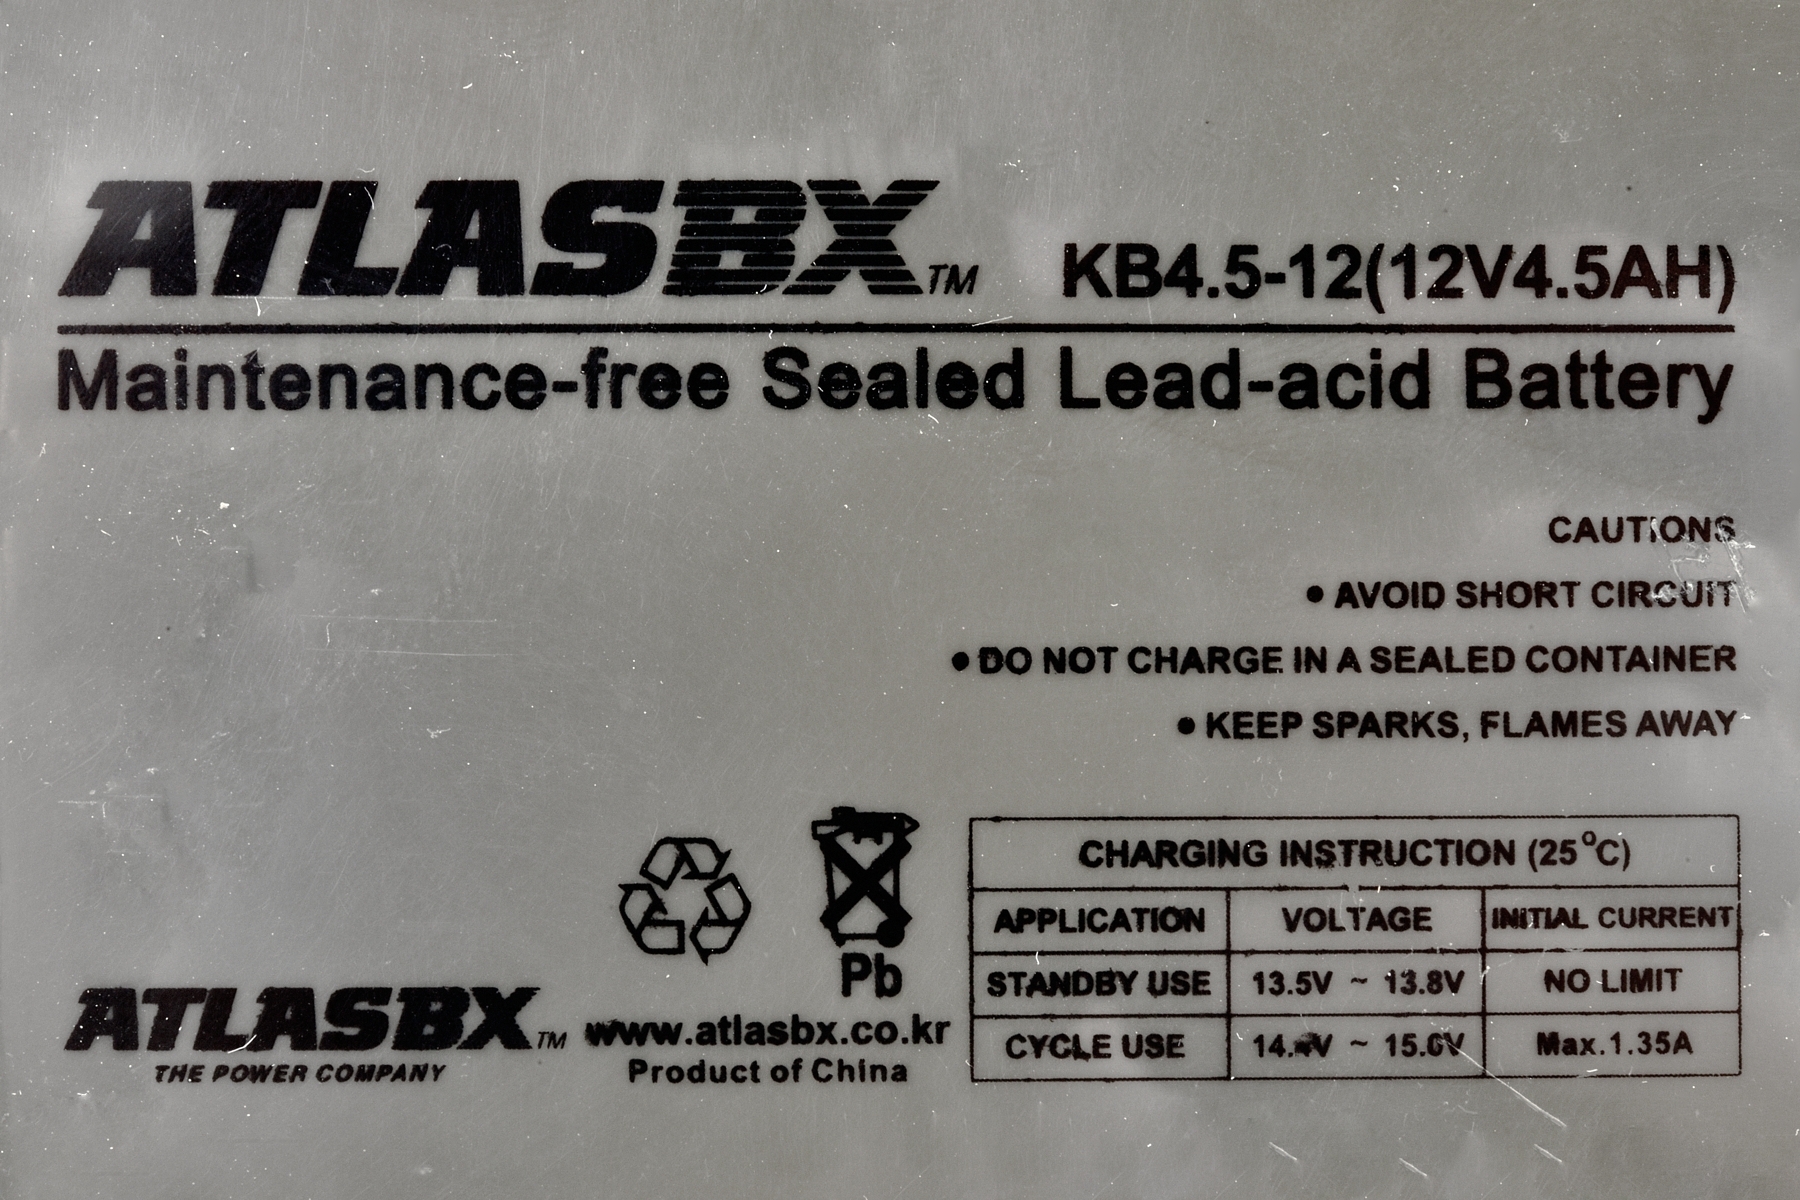 ATLASBX™ KB4.5-12(12V4.5AH)
Maintenance-free Sealed Lead-acid Battery
CAUTIONS
• AVOID SHORT CIRCUIT
• DO NOT CHARGE IN A SEALED CONTAINER
• KEEP SPARKS, FLAMES AWAY
CHARGING INSTRUCTION (25°C)
APPLICATION VOLTAGE INITIAL CURRENT
STANDBY USE 13.5V ~ 13.8V NO LIMIT
CYCLE USE ~ 15.0V Max.1.35A
Pb
ATLASBX™
THE POWER COMPANY
www.atlasbx.co.kr
Product of China